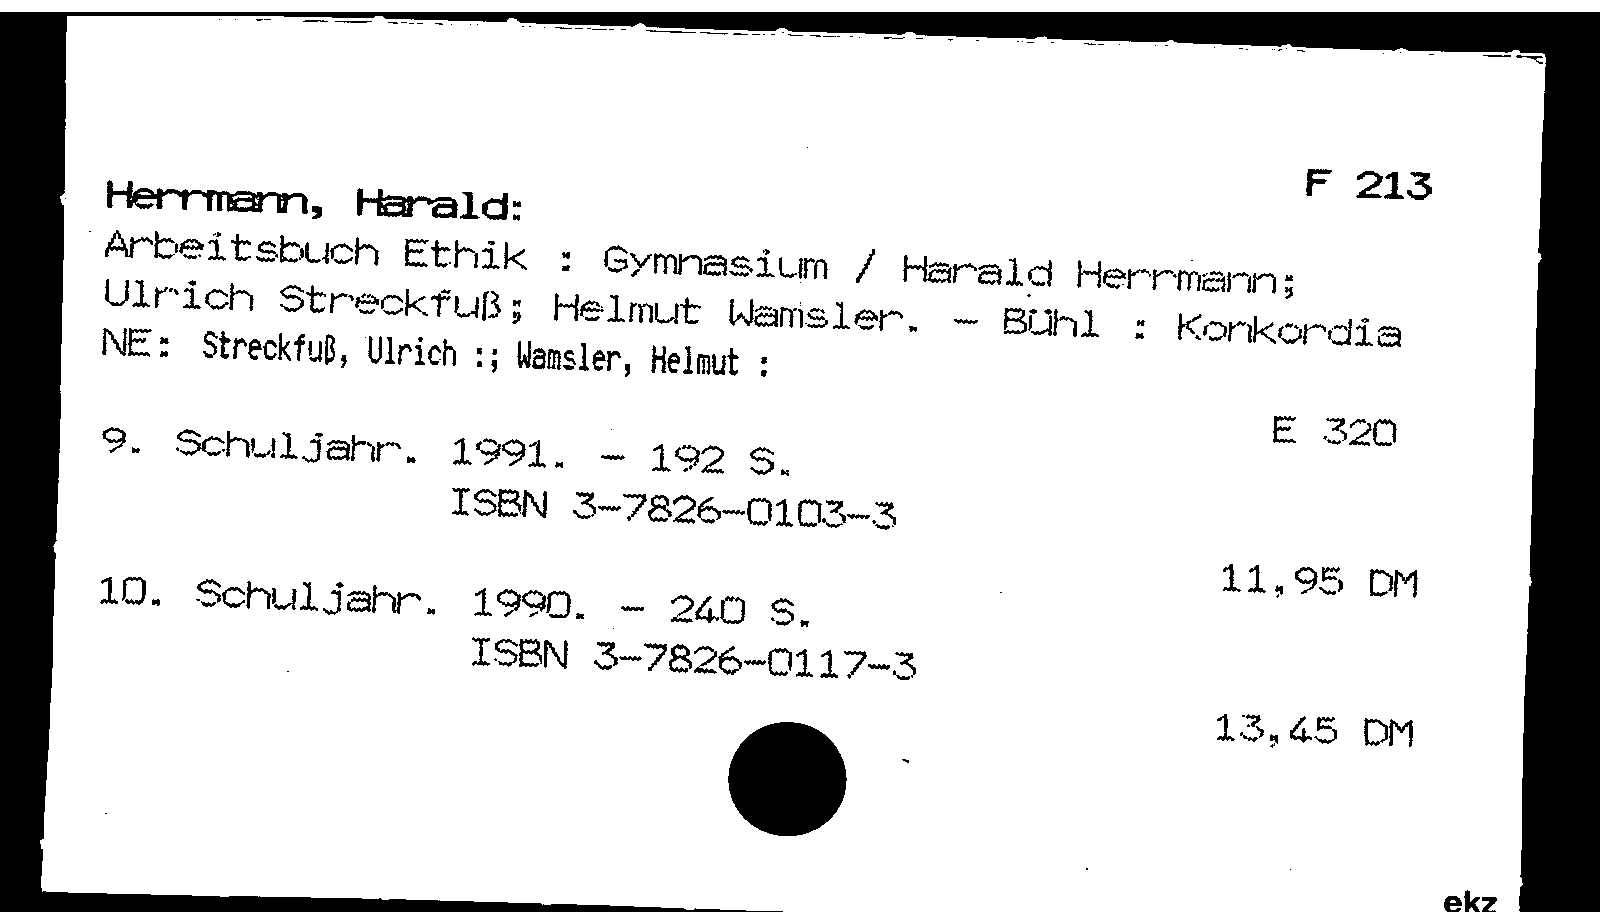 F 213
Herrmann, Harald:
Arbeitsbuch Ethik : Gymnasium / Harald Herrmann;
Ulrich Streckfuß; Helmut Wamsler. - Bühl : Konkordia
NE: Streckfuß, Ulrich :; Wamsler, Helmut :
E 320
9. Schuljahr. 1991. - 192 S.
ISBN 3-7826-0103-3
11,95 DM
10. Schuljahr. 1990. - 240 S.
ISBN 3-7826-0117-3
13,45 DM
ekz